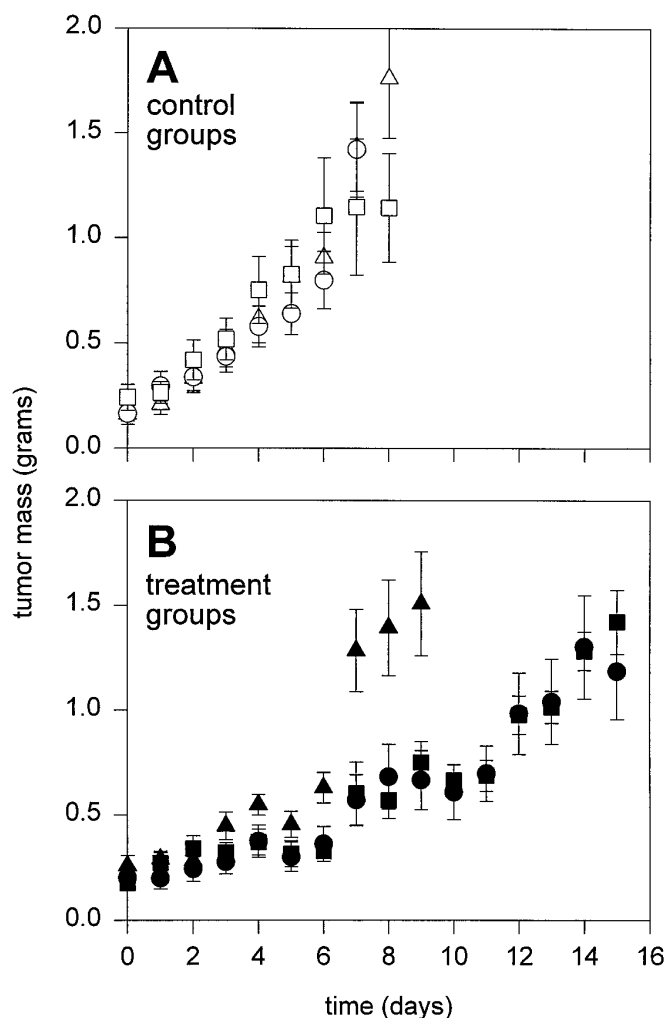 2.0
A
control
groups
1.5
1.0
0.5
0.0
tumor mass (grams)
2.0
B
treatment
groups
1.5
1.0
0.5
0.0
0 2 4 6 8 10 12 14 16
time (days)